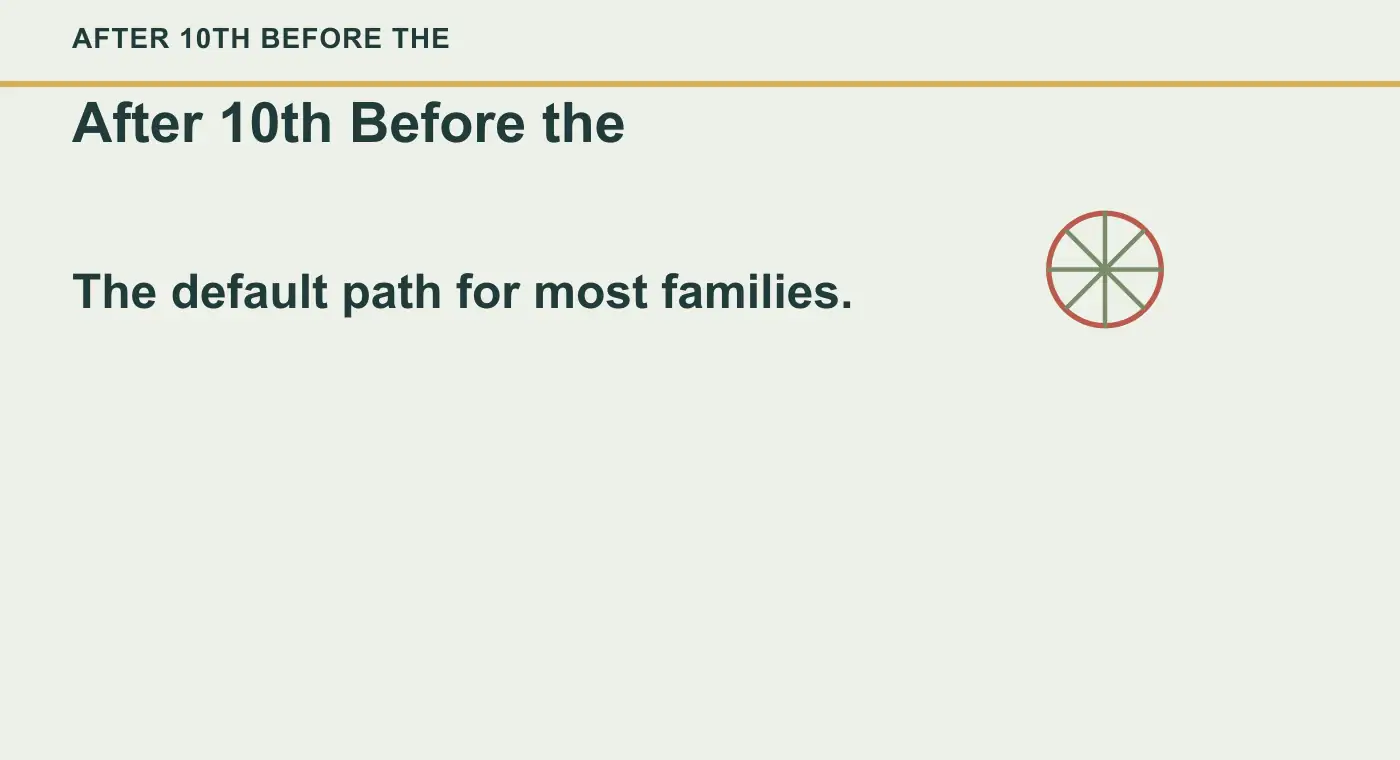 AFTER 10TH BEFORE THE
After 10th Before the
The default path for most families.